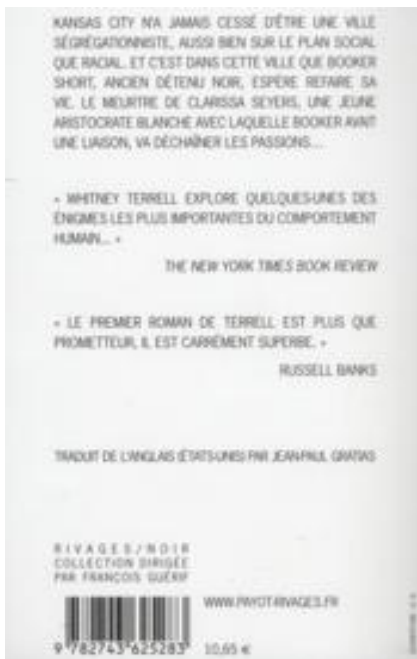 KANSAS CITY N'A JAMAIS CESSÉ D'ÊTRE UNE VILLE
SÉGRÉGATIONNISTE, AUSSI BIEN SUR LE PLAN SOCIAL
QUE RACIAL. ET C'EST DANS CETTE VILLE QUE BOOKER
SHORT, ANCIEN DÉTENU NOIR, ESPÈRE REFAIRE SA
VIE. LE MEURTRE DE CLARISSA SEYERS, UNE JEUNE
ARISTOCRATE BLANCHE AVEC LAQUELLE BOOKER AVAIT
UNE LIAISON, VA DÉCHAÎNER LES PASSIONS...
« WHITNEY TERRELL EXPLORE QUELQUES-UNES DES
ÉNIGMES LES PLUS IMPORTANTES DU COMPORTEMENT
HUMAIN... »
THE NEW YORK TIMES BOOK REVIEW
« LE PREMIER ROMAN DE TERRELL EST PLUS QUE
PROMETTEUR, IL EST CARRÉMENT SUPERBE. »
RUSSELL BANKS
TRADUIT DE L'ANGLAIS (ÉTATS-UNIS) PAR JEAN-PAUL GRATIAS
RIVAGES/NOIR
COLLECTION DIRIGÉE
PAR FRANÇOIS GUÉRIF
WWW.PAYOT-RIVAGES.FR
9 782743 625283 10,65 €